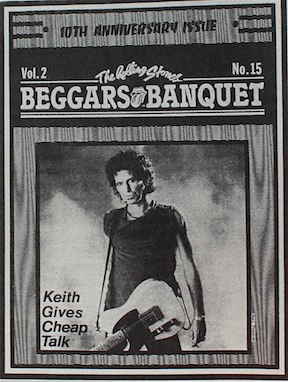 10TH ANNIVERSARY ISSUE
Vol. 2
The Rolling Stones
No. 15
BEGGARS BANQUET
Keith
Gives
Cheap
Talk